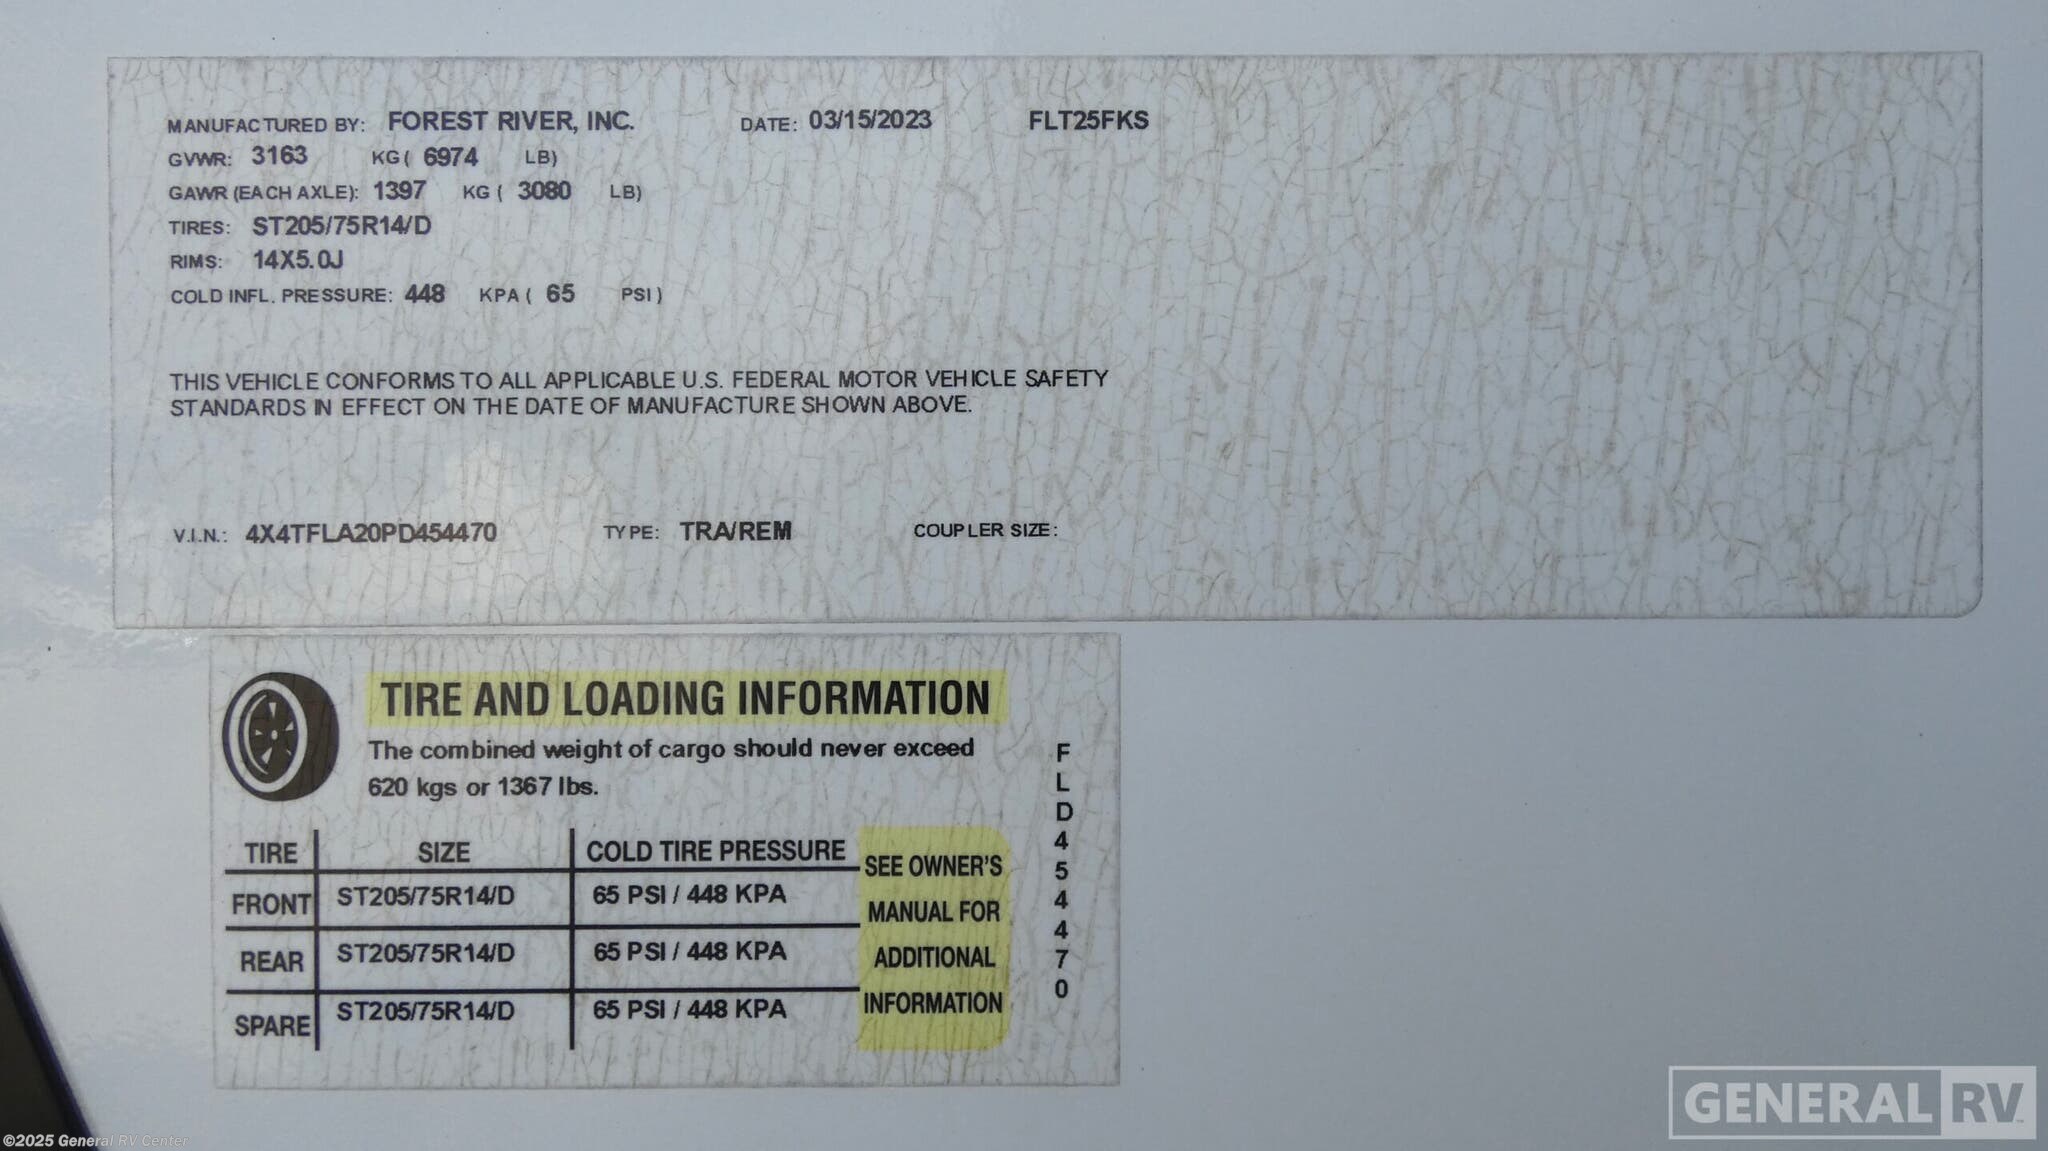 MANUFACTURED BY: FOREST RIVER, INC. DATE: 03/15/2023 FLT25FKS
GVWR: 3163 KG ( 6974 LB)
GAWR (EACH AXLE): 1397 KG ( 3080 LB)
TIRES: ST205/75R14/D
RIMS: 14X5.0J
COLD INFL. PRESSURE: 448 KPA ( 65 PSI )
THIS VEHICLE CONFORMS TO ALL APPLICABLE U.S. FEDERAL MOTOR VEHICLE SAFETY
STANDARDS IN EFFECT ON THE DATE OF MANUFACTURE SHOWN ABOVE.
V.I.N.: 4X4TFLA20PD454470 TYPE: TRA/REM COUPLER SIZE:
TIRE AND LOADING INFORMATION
The combined weight of cargo should never exceed
620 kgs or 1367 lbs.
TIRE SIZE COLD TIRE PRESSURE
FRONT ST205/75R14/D 65 PSI / 448 KPA
REAR ST205/75R14/D 65 PSI / 448 KPA
SPARE ST205/75R14/D 65 PSI / 448 KPA
SEE OWNER'S
MANUAL FOR
ADDITIONAL
INFORMATION
FLD454470
GENERAL RV
©2025 General RV Center